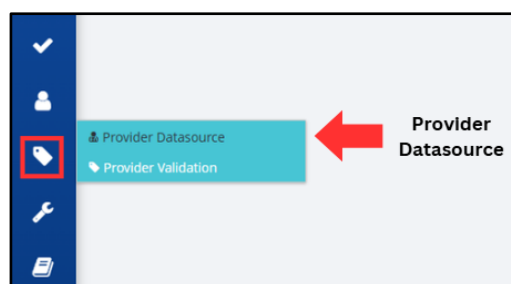 Provider Datasource
Provider Validation
Provider
Datasource